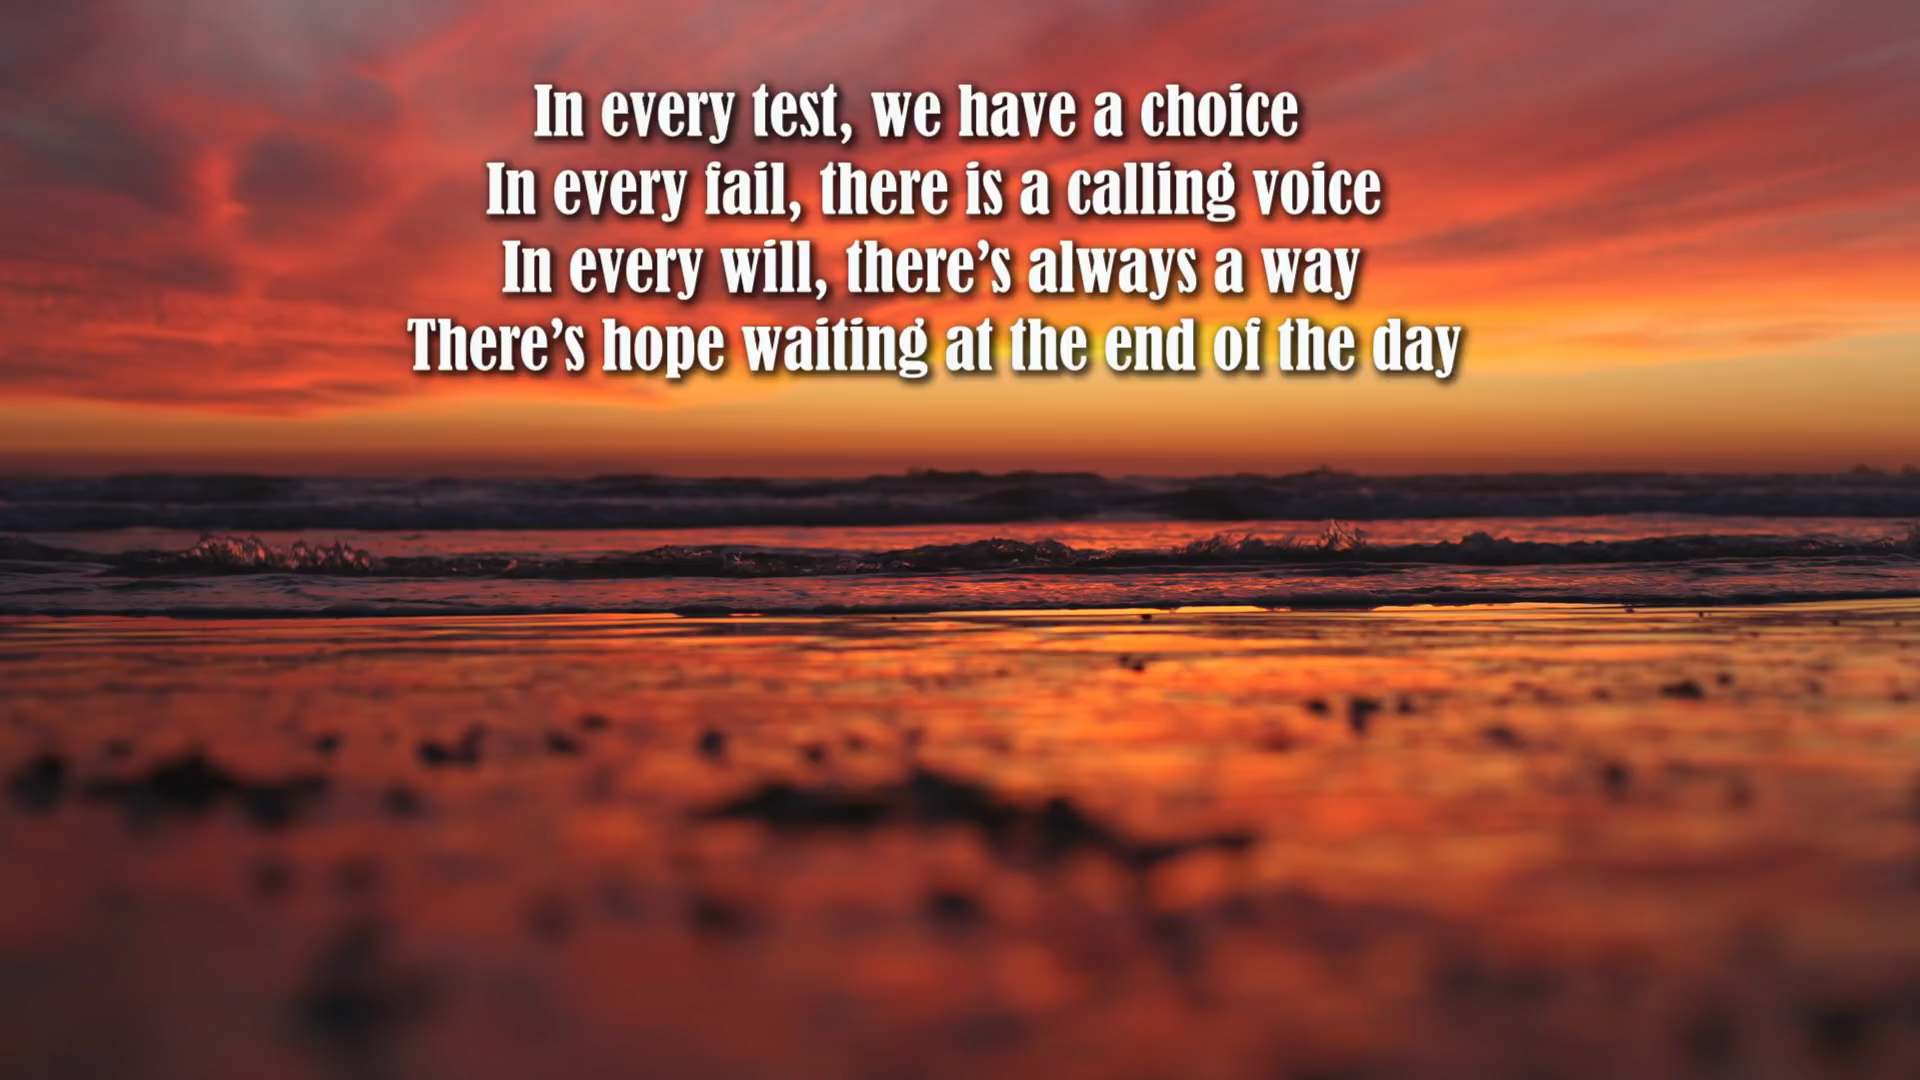 In every test, we have a choice
In every fail, there is a calling voice
In every will, there’s always a way
There’s hope waiting at the end of the day